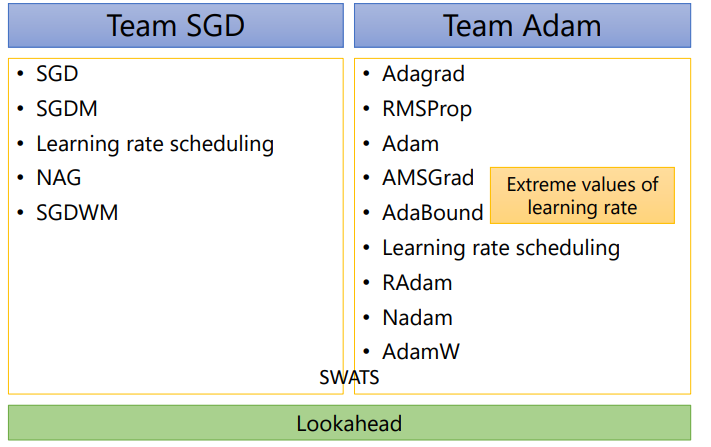 Team SGD
• SGD
• SGDM
• Learning rate scheduling
• NAG
• SGDWM
Team Adam
• Adagrad
• RMSProp
• Adam
• AMSGrad
• AdaBound
Extreme values of
learning rate
• Learning rate scheduling
• RAdam
• Nadam
• AdamW
SWATS
Lookahead